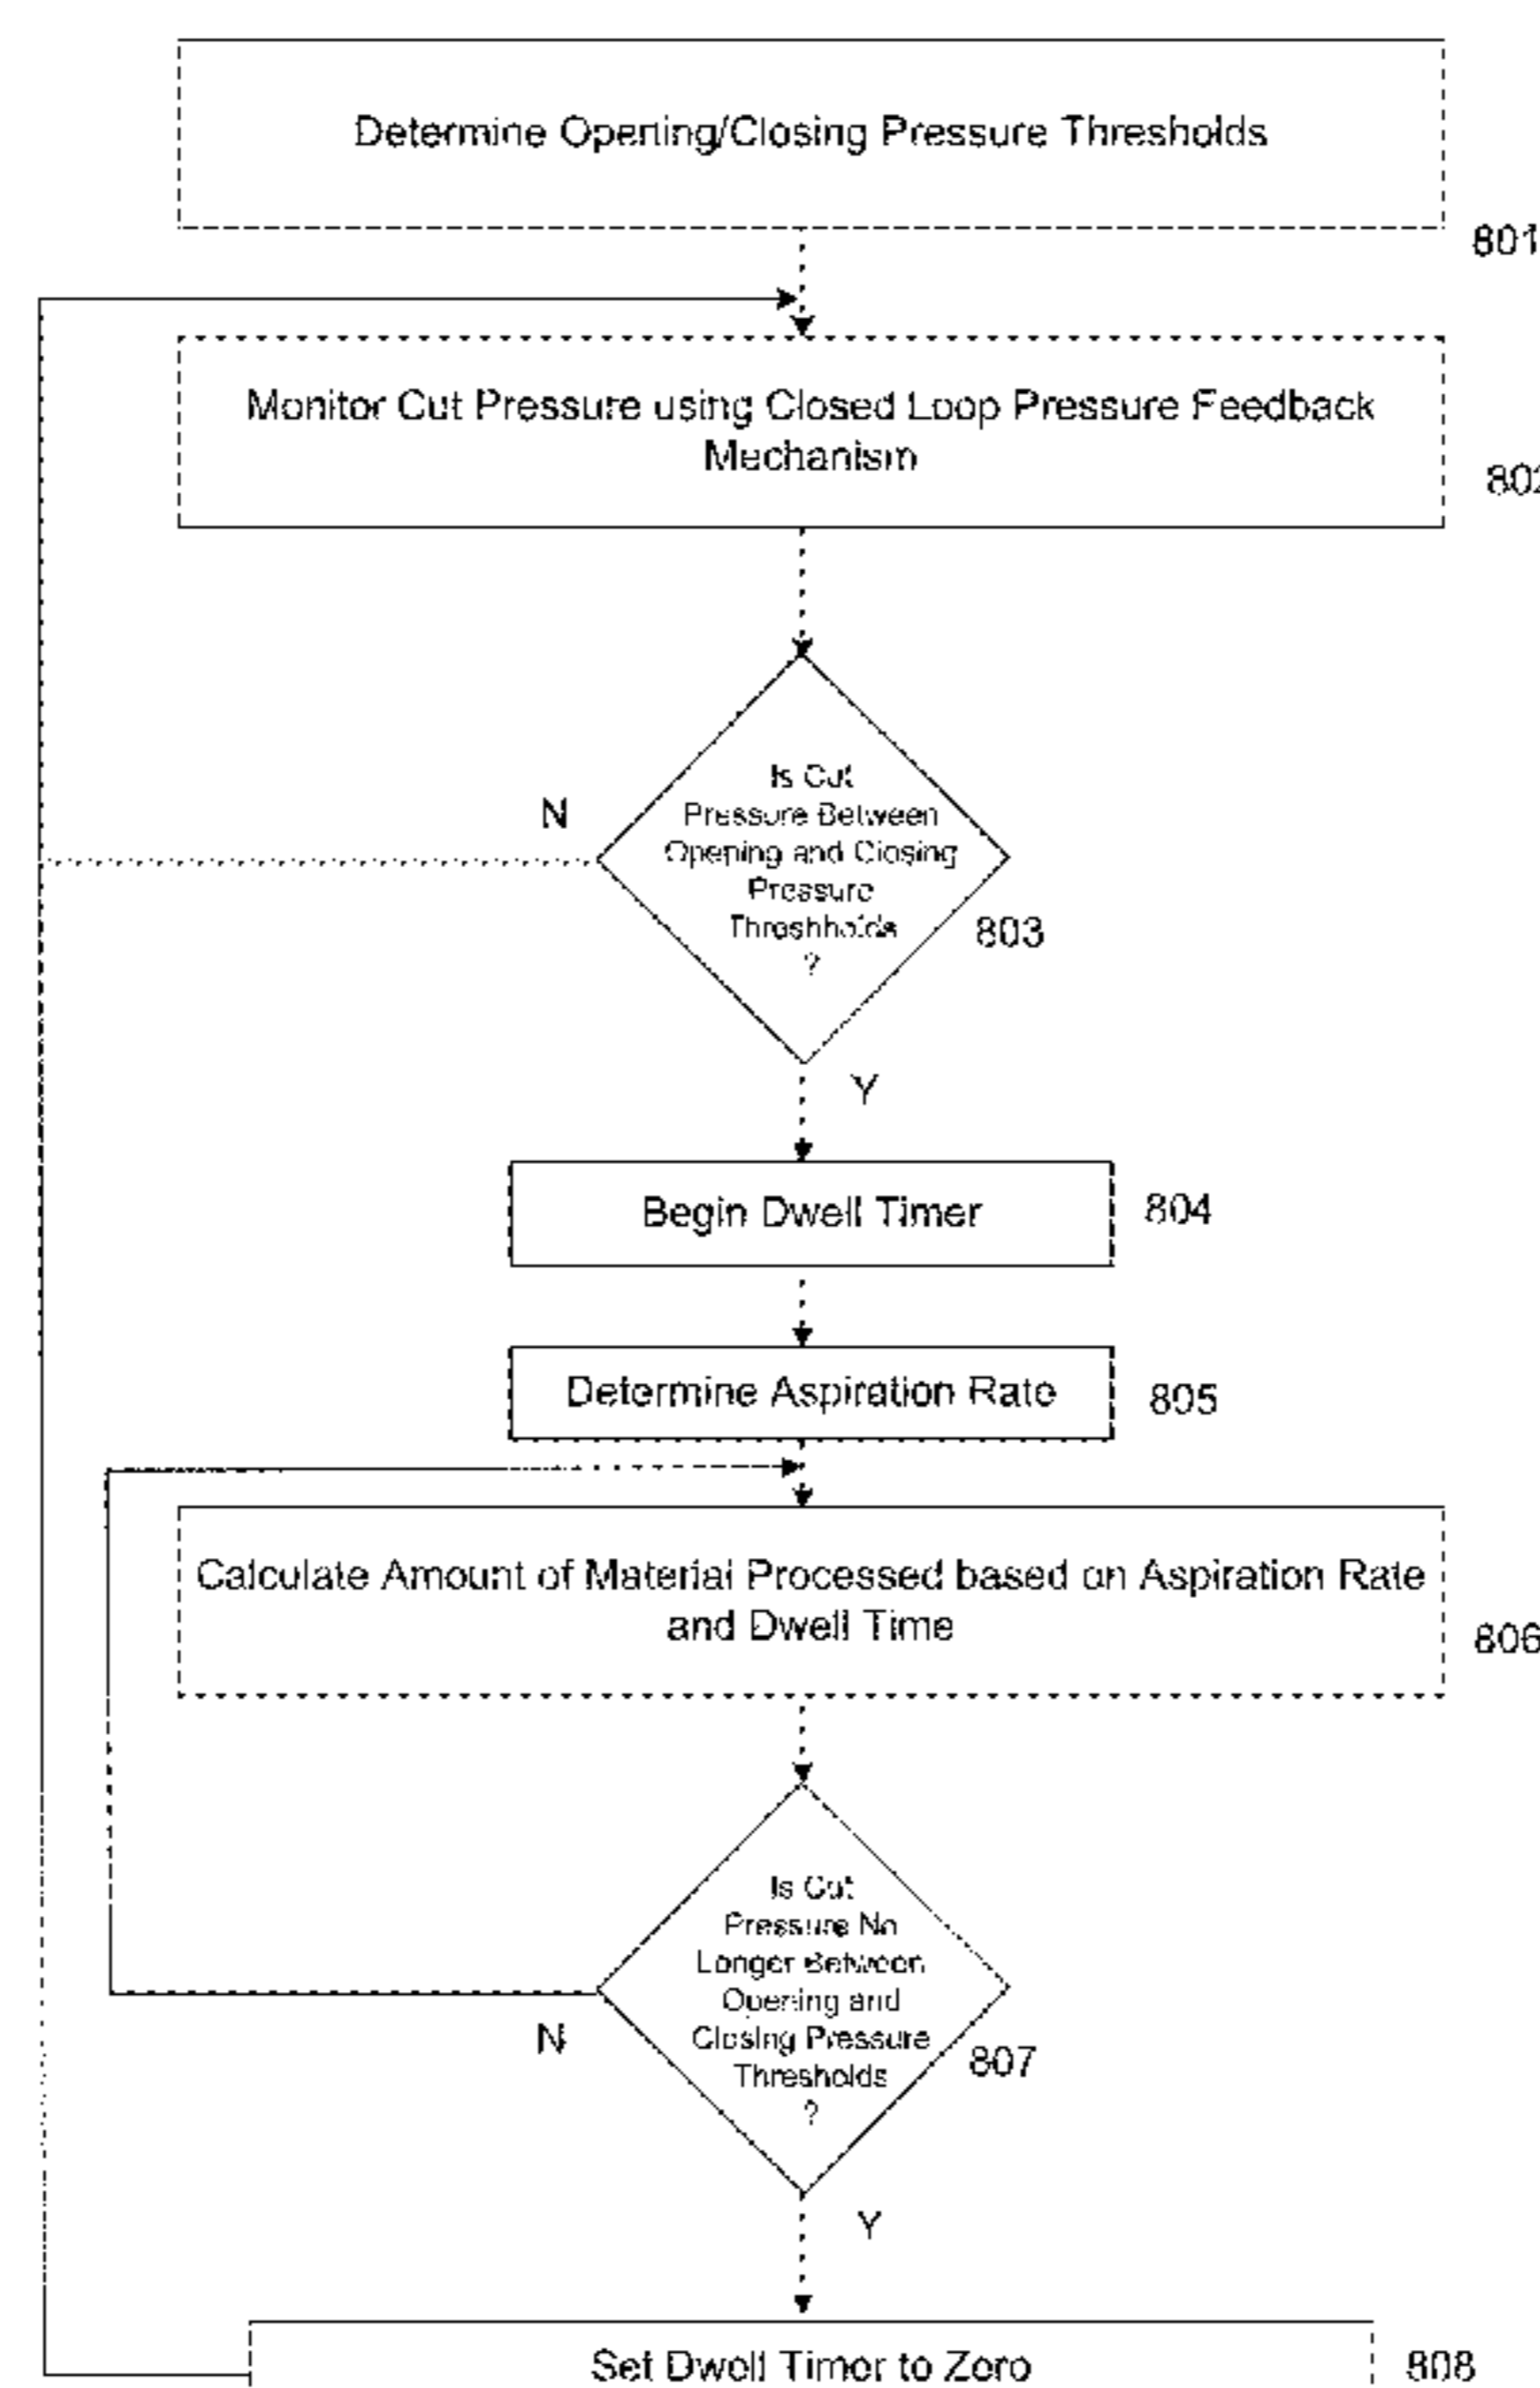 Determine Opening/Closing Pressure Thresholds
801
Monitor Cut Pressure using Closed Loop Pressure Feedback
Mechanism
802
Is Cut
Pressure Between
Opening and Closing
Pressure
Threshholds
?
N
803
Y
Begin Dwell Timer
804
Determine Aspiration Rate
805
Calculate Amount of Material Processed based on Aspiration Rate
and Dwell Time
806
Is Cut
Pressure No
Longer Between
Opening and
Closing Pressure
Thresholds
?
N
807
Y
Set Dwell Timer to Zero
808